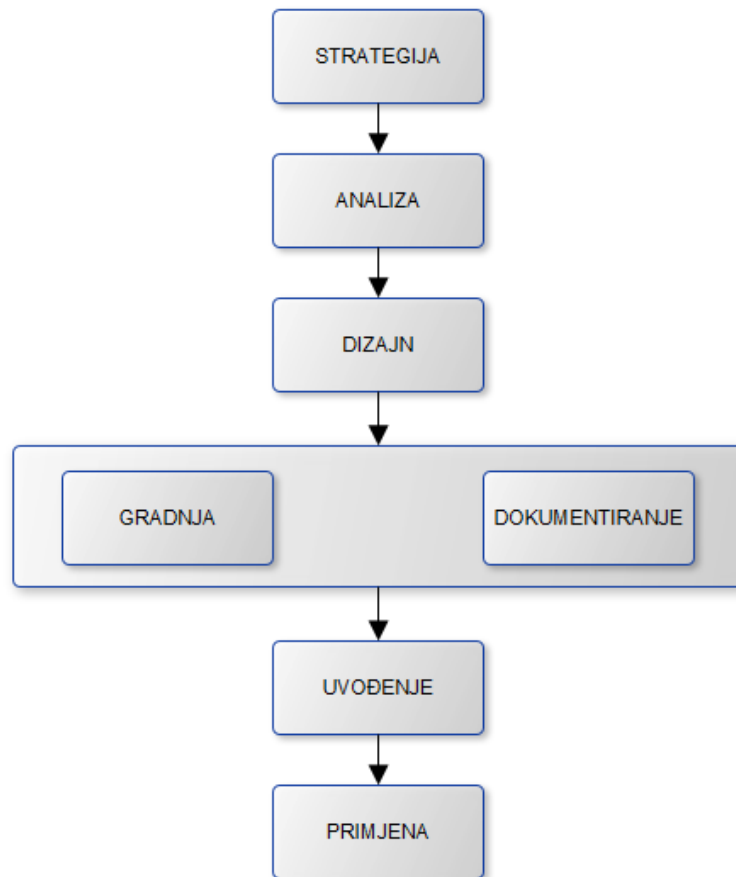 STRATEGIJA
ANALIZA
DIZAJN
GRADNJA
DOKUMENTIRANJE
UVOĐENJE
PRIMJENA